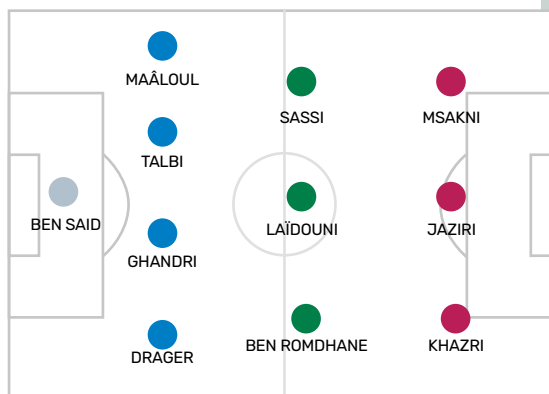 MAÂLOUL
SASSI
MSAKNI
TALBI
BEN SAID
LAÏDOUNI
JAZIRI
GHANDRI
BEN ROMDHANE
KHAZRI
DRAGER